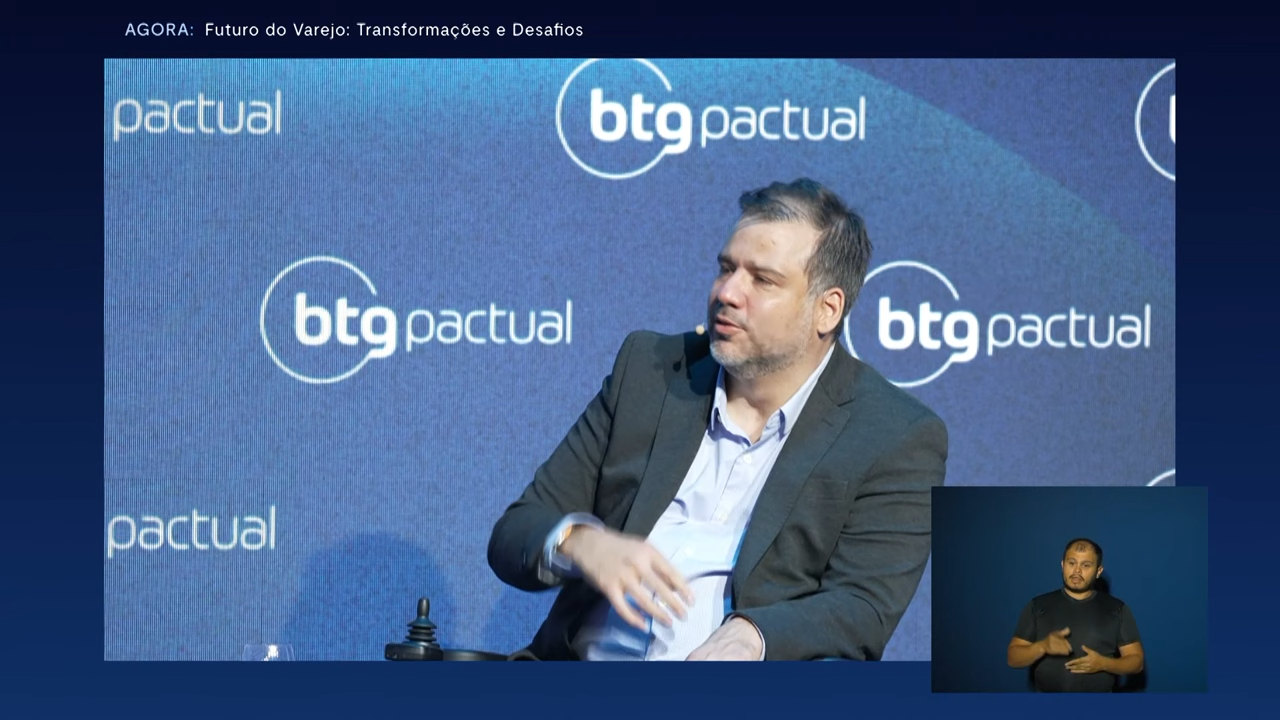 AGORA: Futuro do Varejo: Transformações e Desafios
pactual
btg pactual
btg pactual
btg pactual
pactual